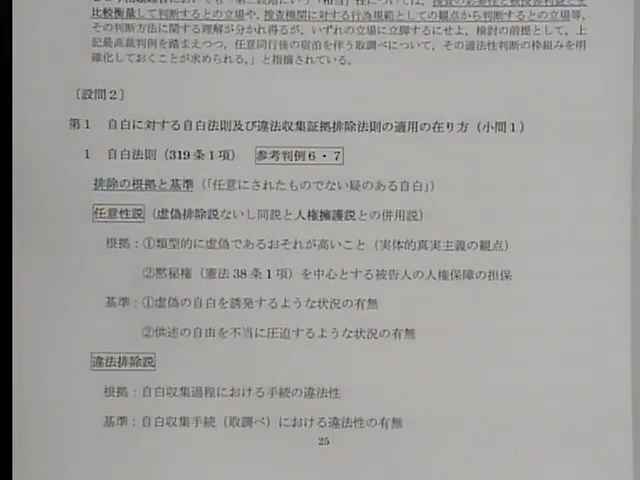 比較衡量して判断するとの立場や、捜査機関に対する行為規範としての観点から判断するとの立場等、
その判断方法に関する理解が分かれ得るが、いずれの立場に立脚するにせよ、検討の前提として、上
記最高裁判例を踏まえつつ、任意同行後の宿泊を伴う取調べについて、その適法性判断の枠組みを明
確化しておくことが求められる。」と指摘されている。
〔設問2〕
第1 自白に対する自白法則及び違法収集証拠排除法則の適用の在り方（小問1）
1 自白法則（319条1項） 参考判例6・7
排除の根拠と基準（「任意にされたものでない疑のある自白」）
任意性説（虚偽排除説ないし同説と人権擁護説との併用説）
根拠：①類型的に虚偽であるおそれが高いこと（実体的真実主義の観点）
②黙秘権（憲法38条1項）を中心とする被告人の人権保障の担保
基準：①虚偽の自白を誘発するような状況の有無
②供述の自由を不当に圧迫するような状況の有無
違法排除説
根拠：自白収集過程における手続の違法性
基準：自白収集手続（取調べ）における違法性の有無
25